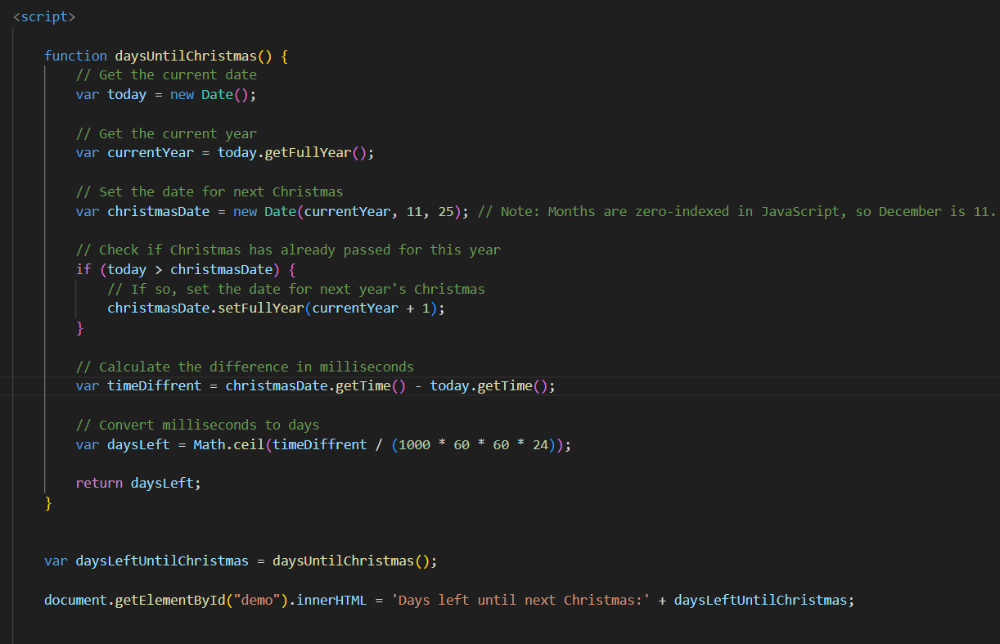 <script>
function daysUntilChristmas() {
// Get the current date
var today = new Date();
// Get the current year
var currentYear = today.getFullYear();
// Set the date for next Christmas
var christmasDate = new Date(currentYear, 11, 25); // Note: Months are zero-indexed in JavaScript, so December is 11.
// Check if Christmas has already passed for this year
if (today > christmasDate) {
// If so, set the date for next year's Christmas
christmasDate.setFullYear(currentYear + 1);
}
// Calculate the difference in milliseconds
var timeDiffrent = christmasDate.getTime() - today.getTime();
// Convert milliseconds to days
var daysLeft = Math.ceil(timeDiffrent / (1000 * 60 * 60 * 24));
return daysLeft;
}
var daysLeftUntilChristmas = daysUntilChristmas();
document.getElementById("demo").innerHTML = 'Days left until next Christmas:' + daysLeftUntilChristmas;